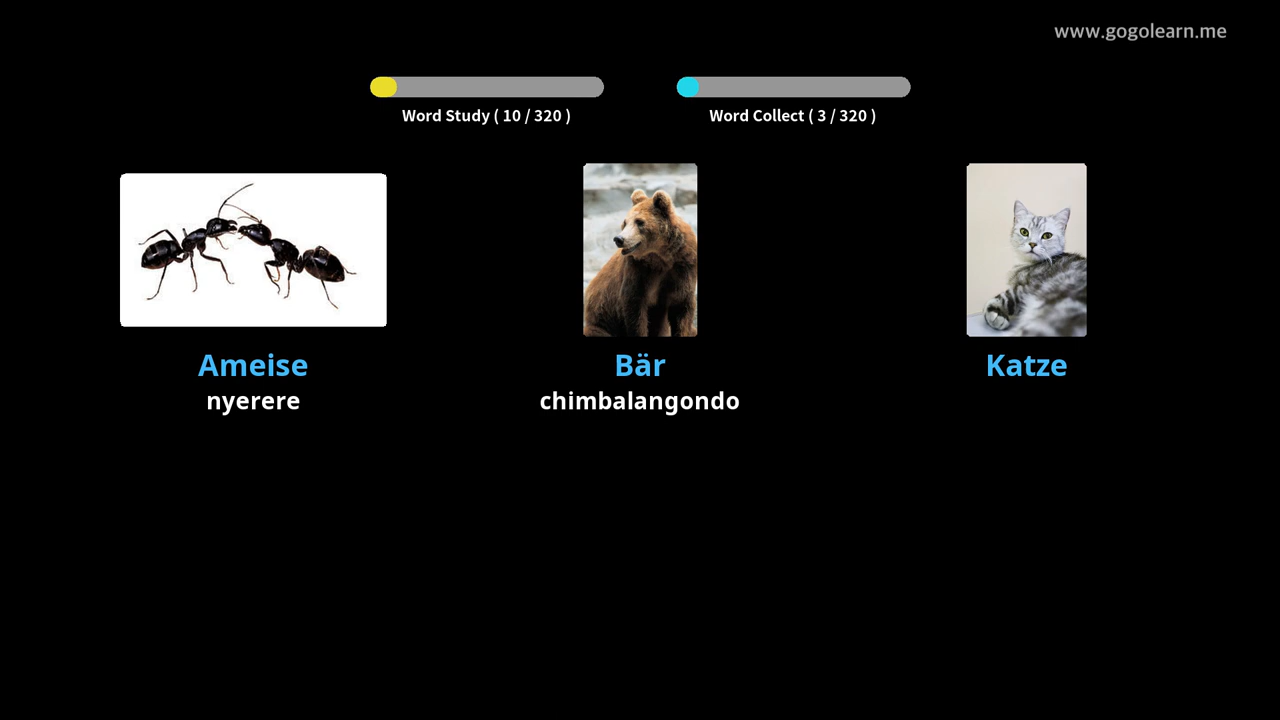 www.gogolearn.me
Word Study ( 10 / 320 )
Word Collect ( 3 / 320 )
Ameise
nyerere
Bär
chimbalangondo
Katze